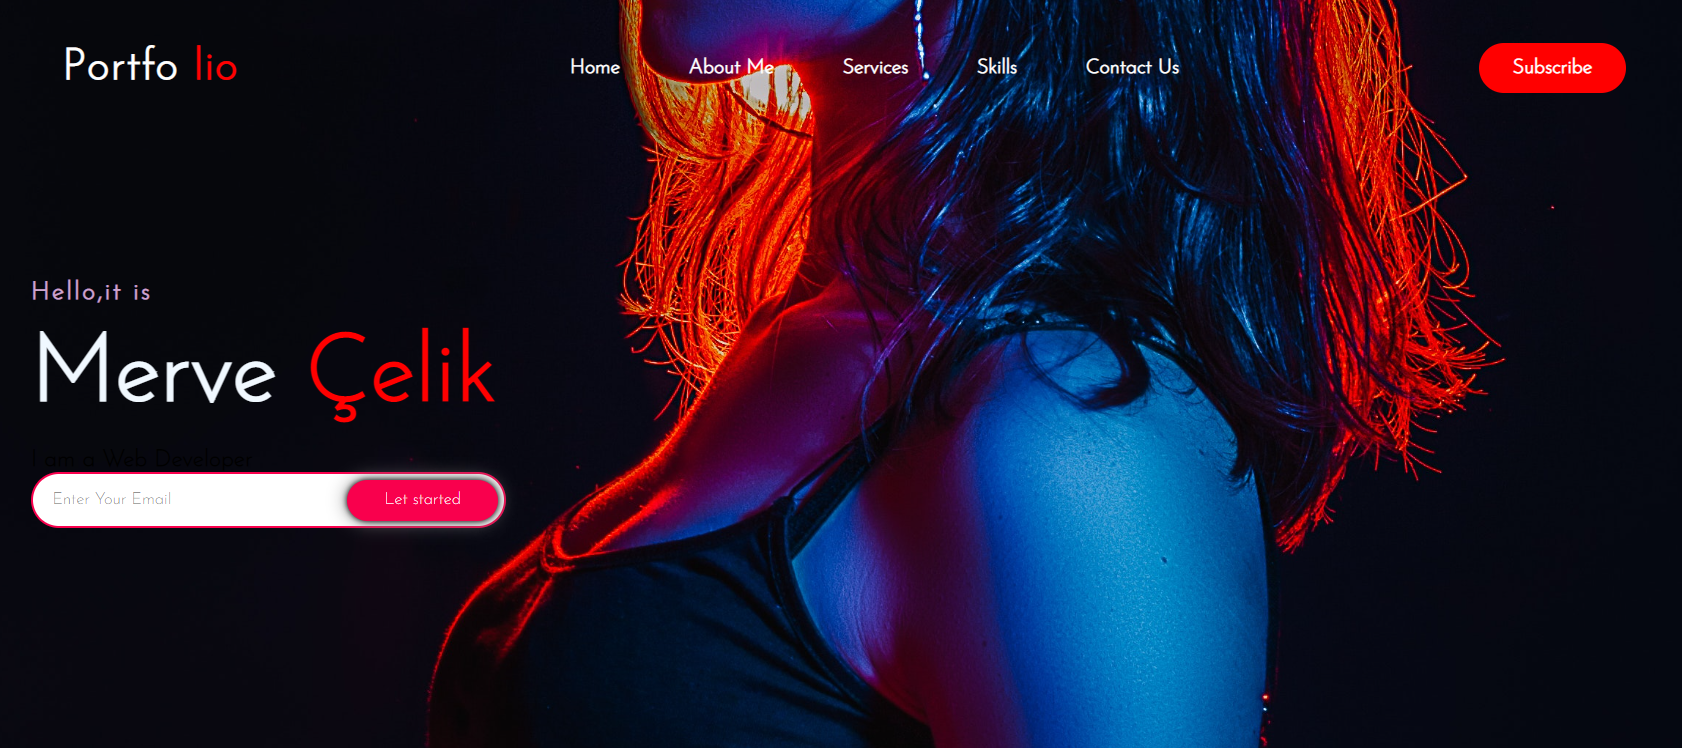 Portfo lio
Home About Me Services Skills Contact Us
Subscribe
Hello,it is
Merve Çelik
I am a Web Developer
Enter Your Email
Let started